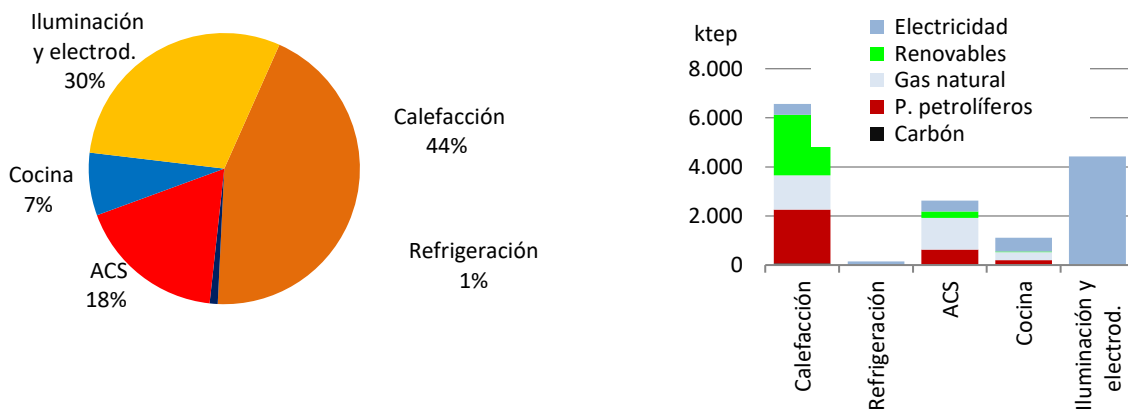 Iluminación
y electrod.
30%
Calefacción
44%
Cocina
7%
Refrigeración
1%
ACS
18%
ktep
Electricidad
Renovables
Gas natural
P. petrolíferos
Carbón
8.000
6.000
4.000
2.000
0
Calefacción
Refrigeración
ACS
Cocina
Iluminación y
electrod.